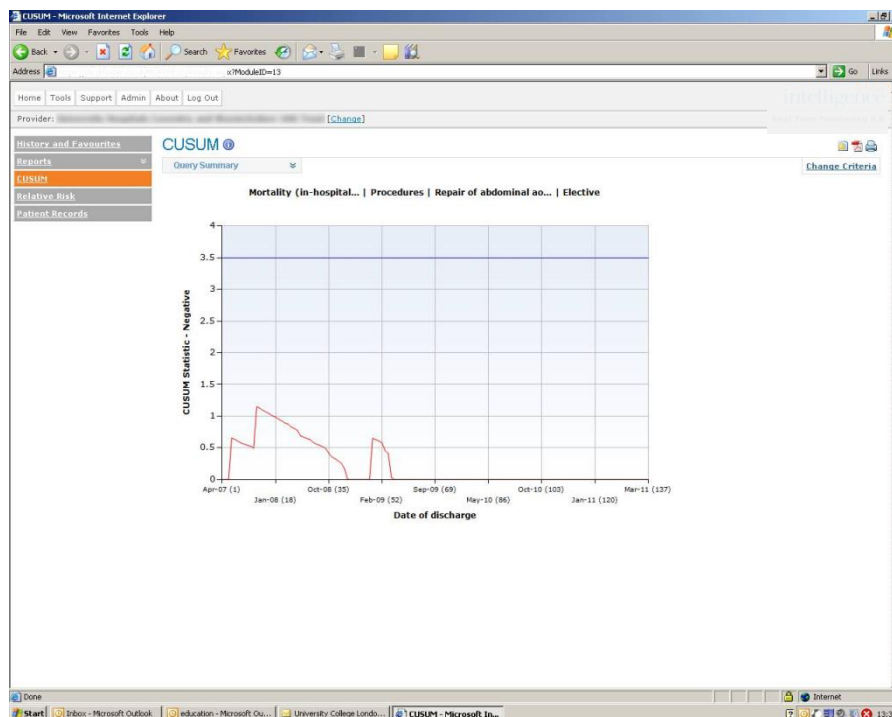 CUSUM - Microsoft Internet Explorer
File Edit View Favorites Tools Help
Back Search Favorites
Address x?ModuleID=13 Go Links
Home Tools Support Admin About Log Out
intelligence
Provider: [Change]
History and Favourites
Reports
CUSUM
Relative Risk
Patient Records
CUSUM
Query Summary
Change Criteria
Mortality (in-hospital... | Procedures | Repair of abdominal ao... | Elective
4
3.5
3
2.5
2
1.5
1
0.5
0
CUSUM Statistic - Negative
Apr-07 (1) Oct-08 (35) Sep-09 (69) Oct-10 (103) Mar-11 (137)
Jan-08 (18) Feb-09 (52) May-10 (86) Jan-11 (120)
Date of discharge
Done Internet
Start Inbox - Microsoft Outlook education - Microsoft Ou... University College Londo... CUSUM - Microsoft In...